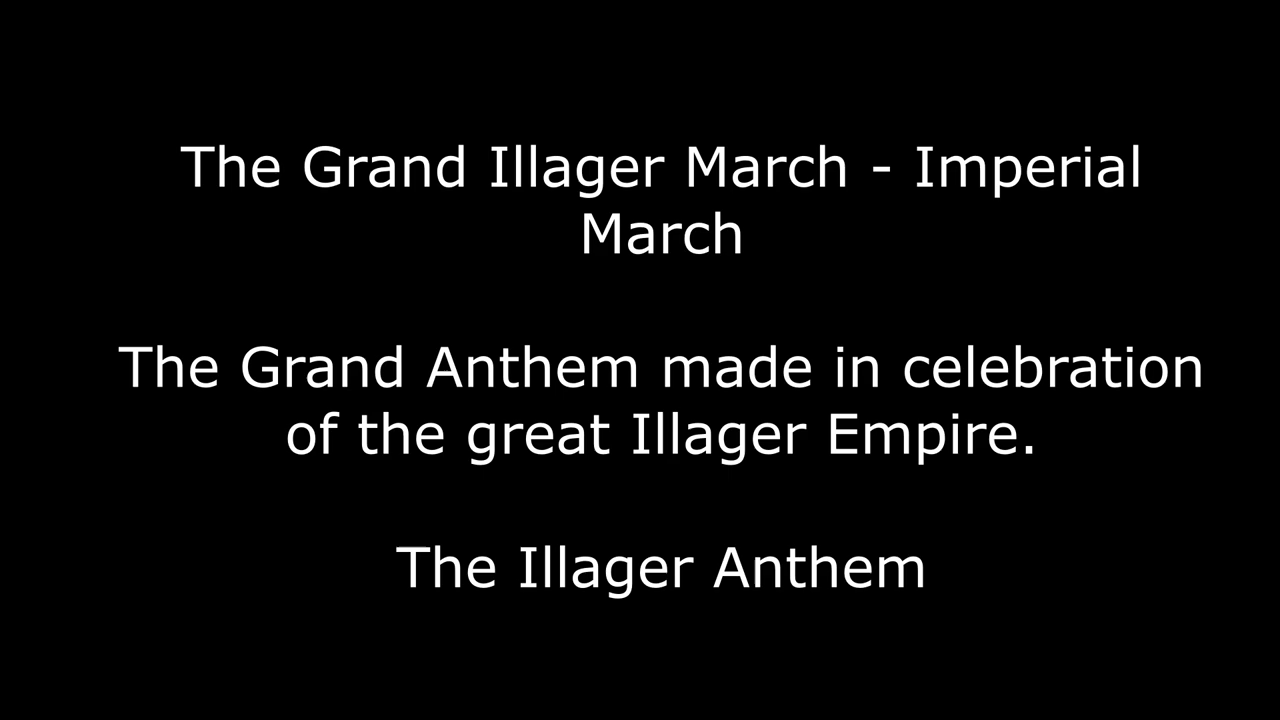 The Grand Illager March - Imperial
March
The Grand Anthem made in celebration
of the great Illager Empire.
The Illager Anthem